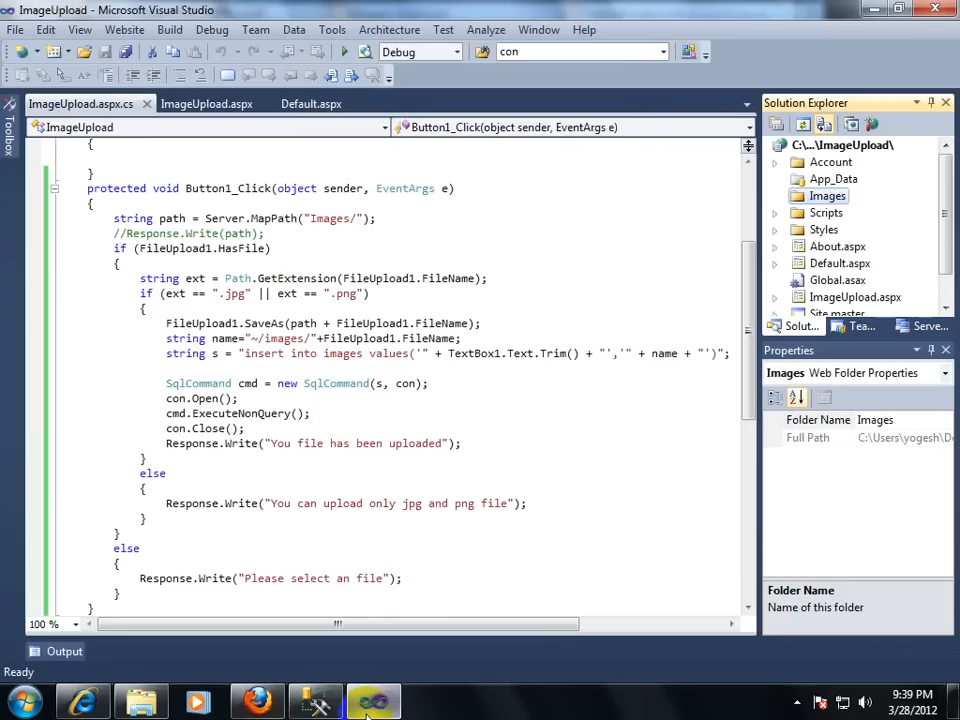 ImageUpload - Microsoft Visual Studio
File Edit View Website Build Debug Team Data Tools Architecture Test Analyze Window Help
Debug con
ImageUpload.aspx.cs ImageUpload.aspx Default.aspx
ImageUpload Button1_Click(object sender, EventArgs e)
Toolbox
{
}
protected void Button1_Click(object sender, EventArgs e)
{
string path = Server.MapPath("Images/");
//Response.Write(path);
if (FileUpload1.HasFile)
{
string ext = Path.GetExtension(FileUpload1.FileName);
if (ext == ".jpg" || ext == ".png")
{
FileUpload1.SaveAs(path + FileUpload1.FileName);
string name="~/images/"+FileUpload1.FileName;
string s = "insert into images values('" + TextBox1.Text.Trim() + "','" + name + "')";
SqlCommand cmd = new SqlCommand(s, con);
con.Open();
cmd.ExecuteNonQuery();
con.Close();
Response.Write("You file has been uploaded");
}
else
{
Response.Write("You can upload only jpg and png file");
}
}
else
{
Response.Write("Please select an file");
}
}
100 %
Output
Ready
Solution Explorer
C:\...\ImageUpload\
Account
App_Data
Images
Scripts
Styles
About.aspx
Default.aspx
Global.asax
ImageUpload.aspx
Site.master
Solut... Tea... Serve...
Properties
Images Web Folder Properties
Folder Name Images
Full Path C:\Users\yogesh\D
Folder Name
Name of this folder
9:39 PM
3/28/2012